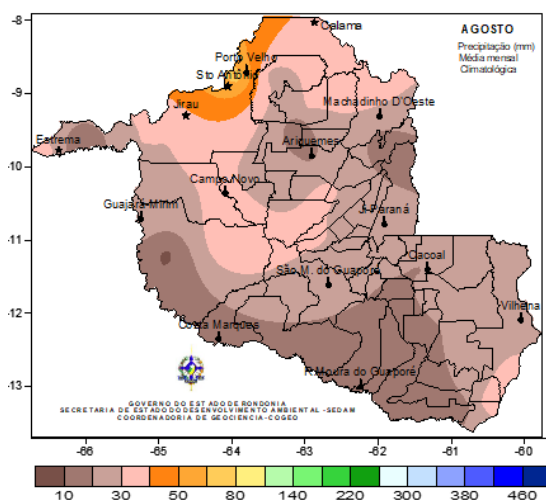 AGOSTO
Precipitação (mm)
Média mensal
Climatológica
-8
-9
-10
-11
-12
-13
Calama
Porto Velho
Sto Antônio
Jirau
Machadinho D'Oeste
Extrema
Ariquemes
Campo Novo
Guajará-Mirim
Ji-Paraná
Cacoal
São M. do Guaporé
Vilhena
Costa Marques
P.Moura do Guaporé
GOVERNO DO ESTADO DE RONDONIA
SECRETARIA DE ESTADO DO DESENVOLVIMENTO AMBIENTAL -SEDAM
COORDENADORIA DE GEOCIENCIA-COGEO
-66 -65 -64 -63 -62 -61 -60
10 30 50 80 140 220 300 380 460